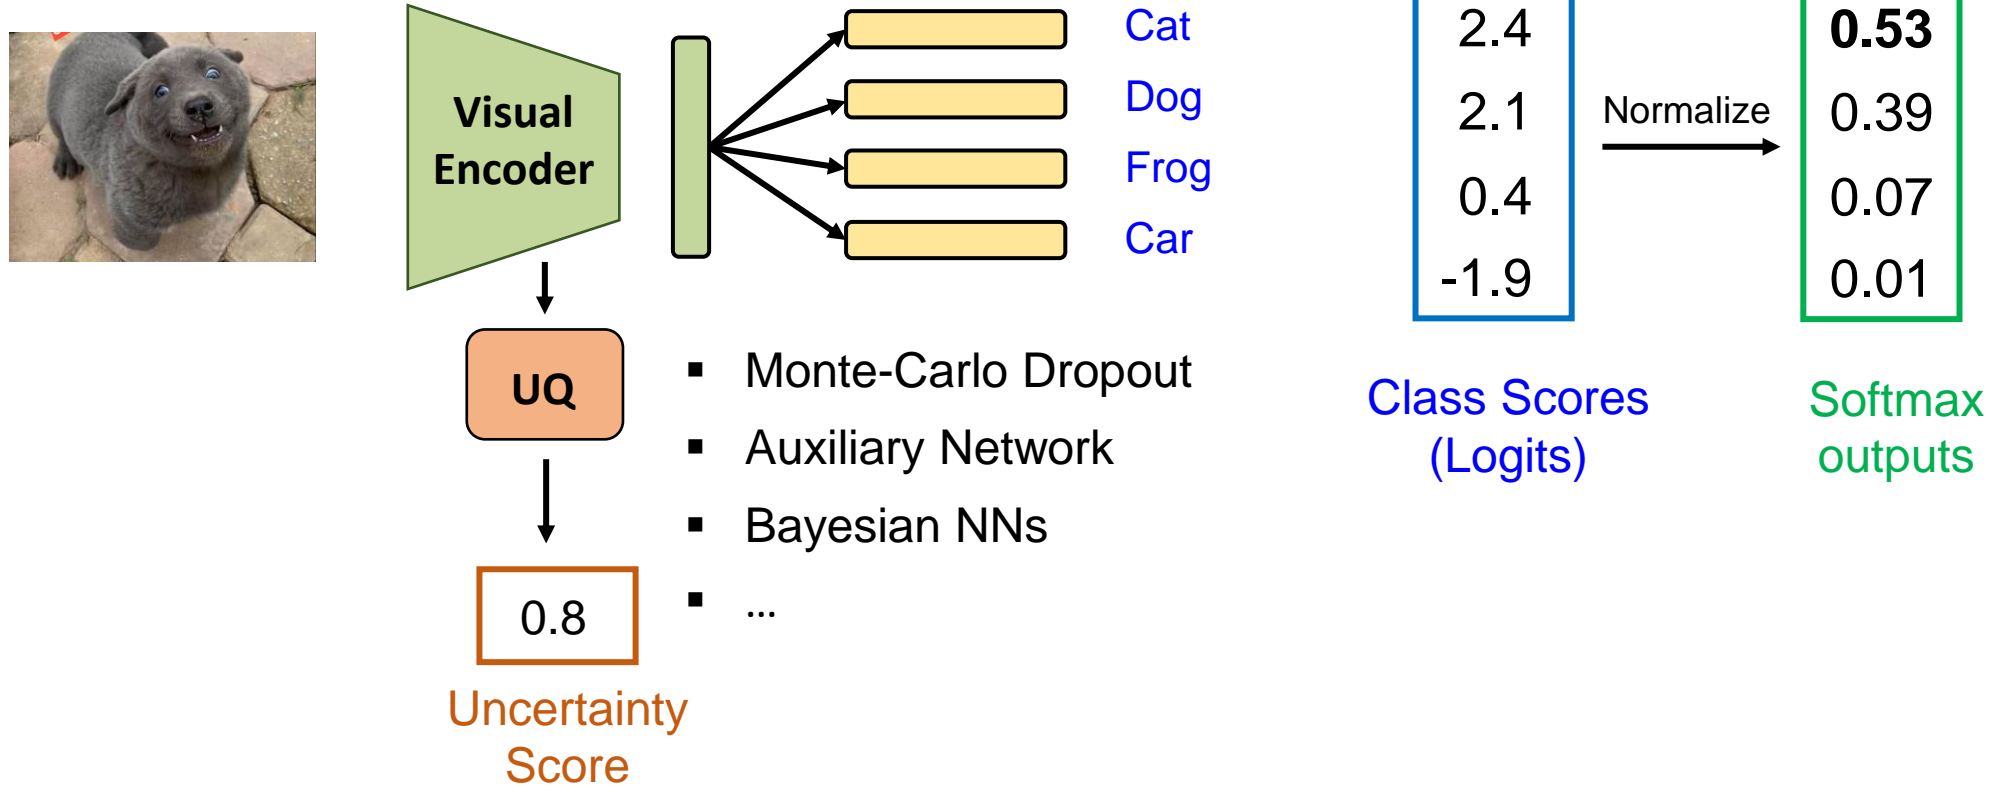 Visual
Encoder
Cat
Dog
Frog
Car
2.4
2.1
0.4
-1.9
Normalize
0.53
0.39
0.07
0.01
Class Scores
(Logits)
Softmax
outputs
UQ
▪ Monte-Carlo Dropout
▪ Auxiliary Network
▪ Bayesian NNs
▪ ...
0.8
Uncertainty
Score